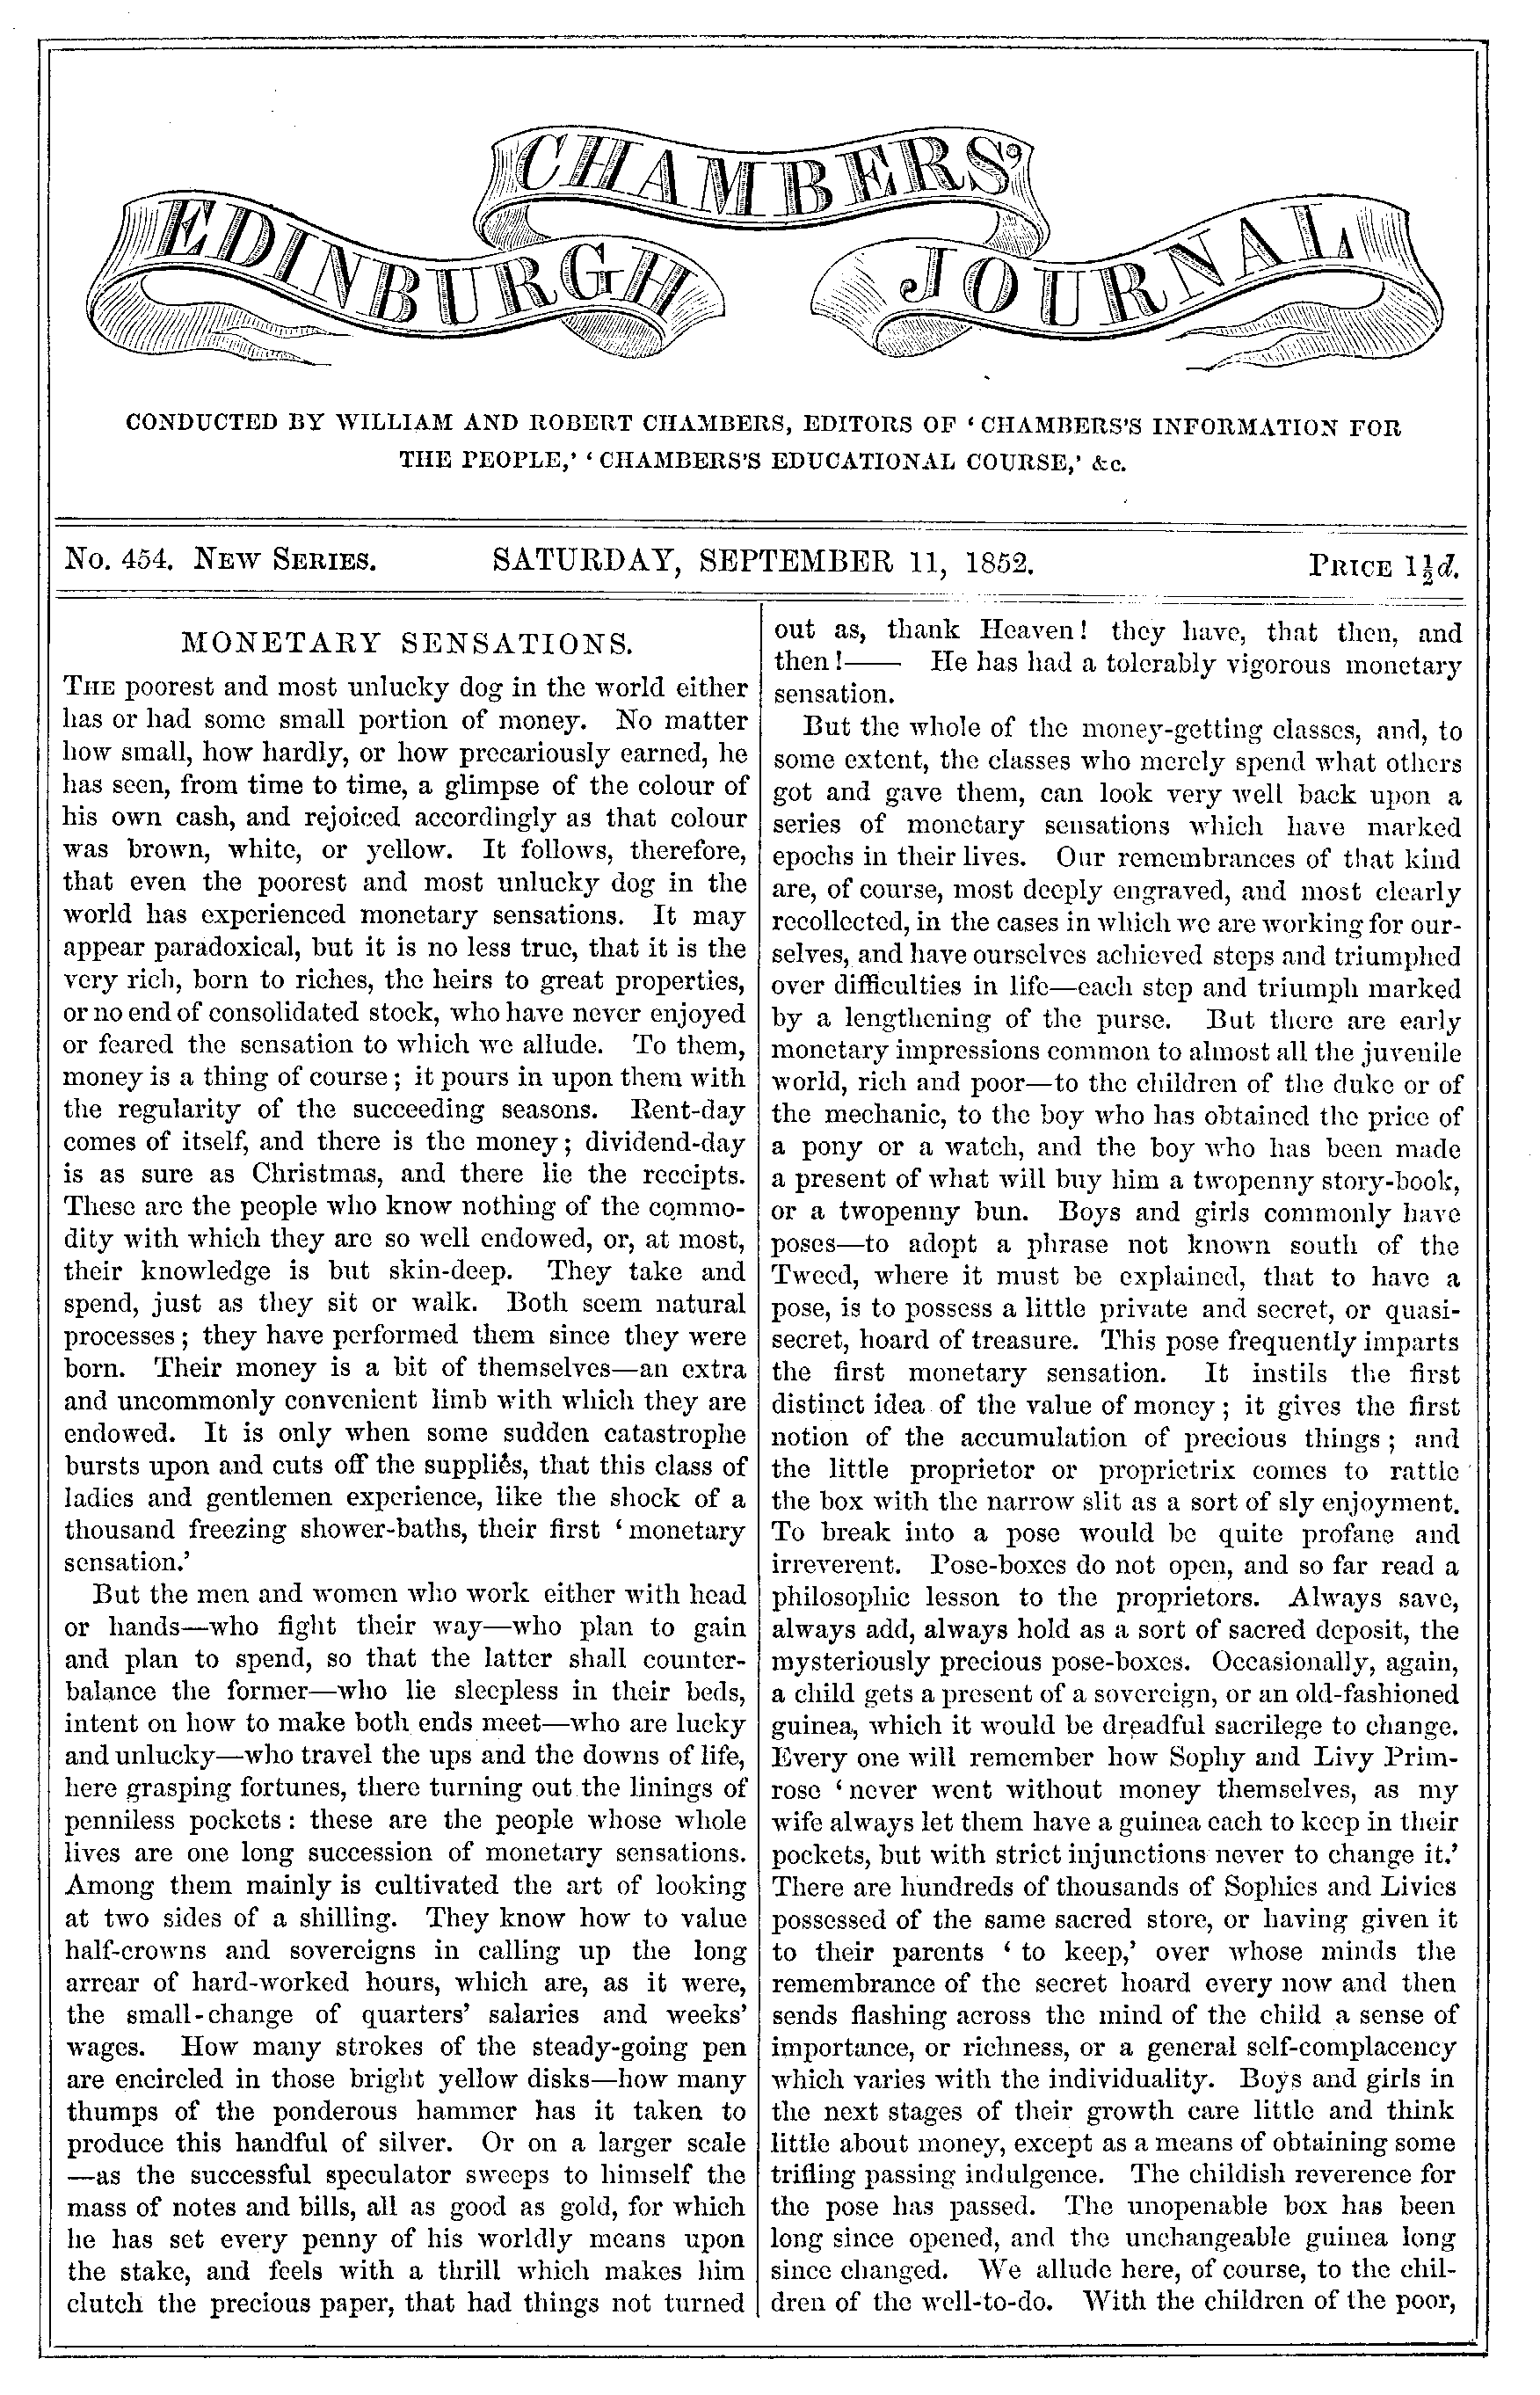 CHAMBERS'
EDINBURGH JOURNAL
CONDUCTED BY WILLIAM AND ROBERT CHAMBERS, EDITORS OF ‘CHAMBERS'S INFORMATION FOR
THE PEOPLE,’ ‘CHAMBERS'S EDUCATIONAL COURSE,’ &c.
No. 454. NEW SERIES.
SATURDAY, SEPTEMBER 11, 1852.
PRICE 1½d.
MONETARY SENSATIONS.
THE poorest and most unlucky dog in the world either
has or had some small portion of money. No matter
how small, how hardly, or how precariously earned, he
has seen, from time to time, a glimpse of the colour of
his own cash, and rejoiced accordingly as that colour
was brown, white, or yellow. It follows, therefore,
that even the poorest and most unlucky dog in the
world has experienced monetary sensations. It may
appear paradoxical, but it is no less true, that it is the
very rich, born to riches, the heirs to great properties,
or no end of consolidated stock, who have never enjoyed
or feared the sensation to which we allude. To them,
money is a thing of course; it pours in upon them with
the regularity of the succeeding seasons. Rent-day
comes of itself, and there is the money; dividend-day
is as sure as Christmas, and there lie the receipts.
These are the people who know nothing of the commo-
dity with which they are so well endowed, or, at most,
their knowledge is but skin-deep. They take and
spend, just as they sit or walk. Both seem natural
processes; they have performed them since they were
born. Their money is a bit of themselves—an extra
and uncommonly convenient limb with which they are
endowed. It is only when some sudden catastrophe
bursts upon and cuts off the supplies, that this class of
ladies and gentlemen experience, like the shock of a
thousand freezing shower-baths, their first ‘monetary
sensation.’
But the men and women who work either with head
or hands—who fight their way—who plan to gain
and plan to spend, so that the latter shall counter-
balance the former—who lie sleepless in their beds,
intent on how to make both ends meet—who are lucky
and unlucky—who travel the ups and the downs of life,
here grasping fortunes, there turning out the linings of
penniless pockets: these are the people whose whole
lives are one long succession of monetary sensations.
Among them mainly is cultivated the art of looking
at two sides of a shilling. They know how to value
half-crowns and sovereigns in calling up the long
arrear of hard-worked hours, which are, as it were,
the small-change of quarters’ salaries and weeks’
wages. How many strokes of the steady-going pen
are encircled in those bright yellow disks—how many
thumps of the ponderous hammer has it taken to
produce this handful of silver. Or on a larger scale
—as the successful speculator sweeps to himself the
mass of notes and bills, all as good as gold, for which
he has set every penny of his worldly means upon
the stake, and feels with a thrill which makes him
clutch the precious paper, that had things not turned
out as, thank Heaven! they have, that then, and
then!—— He has had a tolerably vigorous monetary
sensation.
But the whole of the money-getting classes, and, to
some extent, the classes who merely spend what others
got and gave them, can look very well back upon a
series of monetary sensations which have marked
epochs in their lives. Our remembrances of that kind
are, of course, most deeply engraved, and most clearly
recollected, in the cases in which we are working for our-
selves, and have ourselves achieved steps and triumphed
over difficulties in life—each step and triumph marked
by a lengthening of the purse. But there are early
monetary impressions common to almost all the juvenile
world, rich and poor—to the children of the duke or of
the mechanic, to the boy who has obtained the price of
a pony or a watch, and the boy who has been made
a present of what will buy him a twopenny story-book,
or a twopenny bun. Boys and girls commonly have
poses—to adopt a phrase not known south of the
Tweed, where it must be explained, that to have a
pose, is to possess a little private and secret, or quasi-
secret, hoard of treasure. This pose frequently imparts
the first monetary sensation. It instils the first
distinct idea of the value of money; it gives the first
notion of the accumulation of precious things; and
the little proprietor or proprietrix comes to rattle
the box with the narrow slit as a sort of sly enjoyment.
To break into a pose would be quite profane and
irreverent. Pose-boxes do not open, and so far read a
philosophic lesson to the proprietors. Always save,
always add, always hold as a sort of sacred deposit, the
mysteriously precious pose-boxes. Occasionally, again,
a child gets a present of a sovereign, or an old-fashioned
guinea, which it would be dreadful sacrilege to change.
Every one will remember how Sophy and Livy Prim-
rose ‘never went without money themselves, as my
wife always let them have a guinea each to keep in their
pockets, but with strict injunctions never to change it.’
There are hundreds of thousands of Sophies and Livies
possessed of the same sacred store, or having given it
to their parents ‘to keep,’ over whose minds the
remembrance of the secret hoard every now and then
sends flashing across the mind of the child a sense of
importance, or richness, or a general self-complacency
which varies with the individuality. Boys and girls in
the next stages of their growth care little and think
little about money, except as a means of obtaining some
trifling passing indulgence. The childish reverence for
the pose has passed. The unopenable box has been
long since opened, and the unchangeable guinea long
since changed. We allude here, of course, to the chil-
dren of the well-to-do. With the children of the poor,